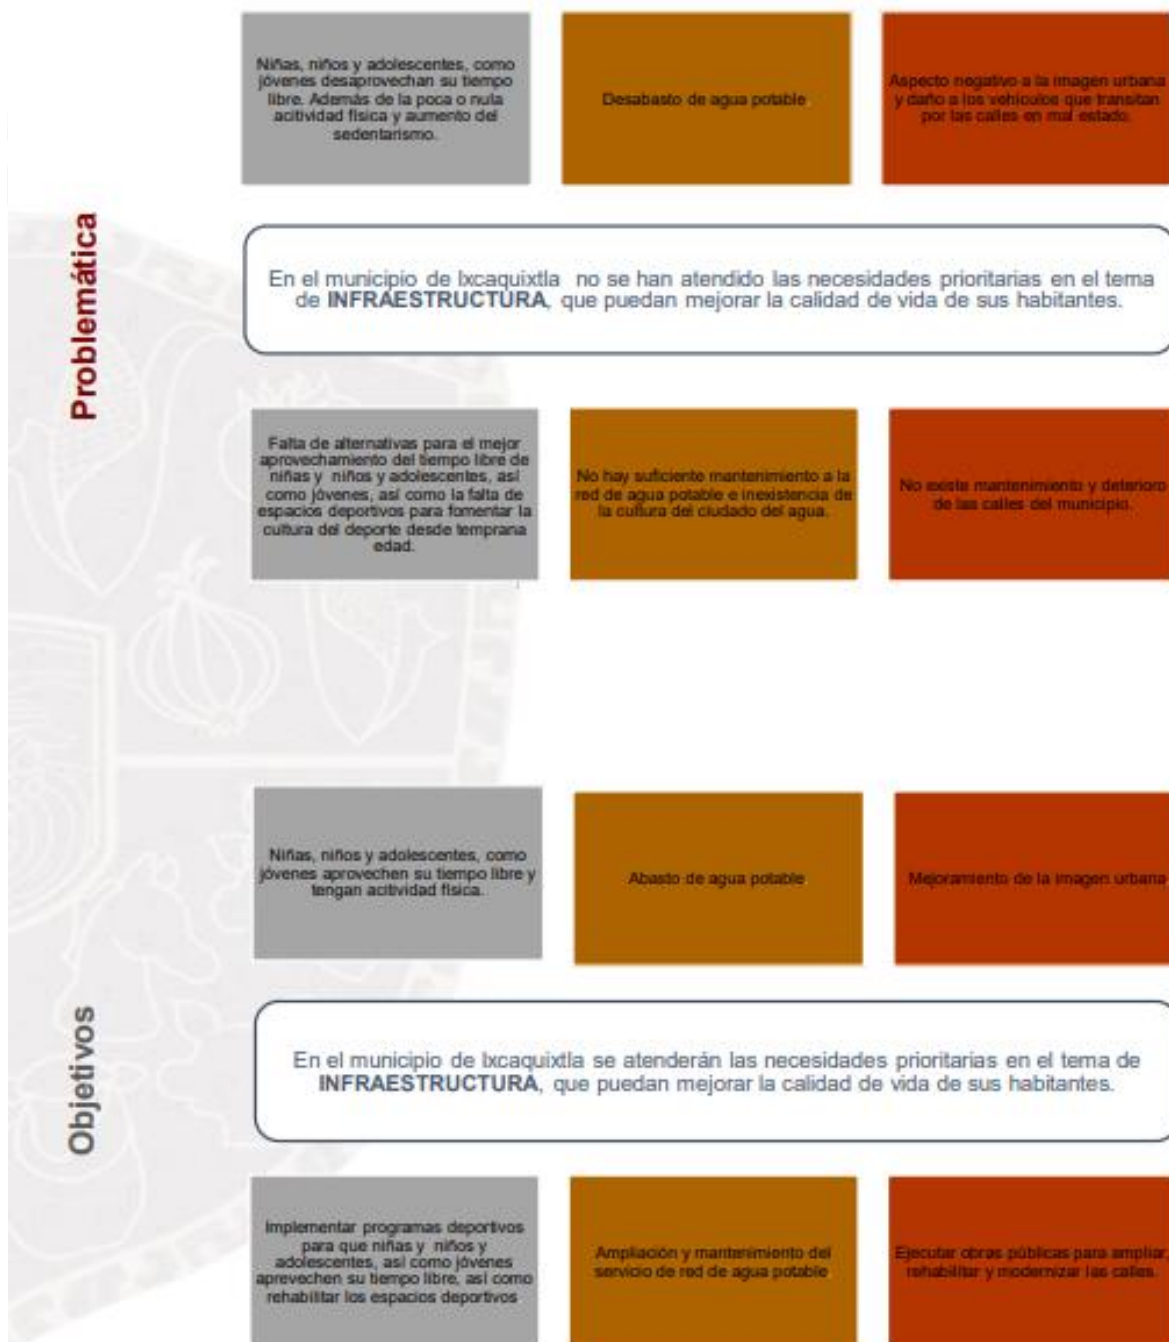 Niñas, niños y adolescentes, como
jóvenes desaprovechan su tiempo
libre. Además de la poca o nula
acitividad física y aumento del
sedentarismo.
Desabasto de agua potable.
Aspecto negativo a la imagen urbana
y daño a los vehículos que transitan
por las calles en mal estado.
Problemática
En el municipio de Ixcaquixtla no se han atendido las necesidades prioritarias en el tema
de INFRAESTRUCTURA, que puedan mejorar la calidad de vida de sus habitantes.
Falta de alternativas para el mejor
aprovechamiento del tiempo libre de
niñas y niños y adolescentes, así
como jóvenes, así como la falta de
espacios deportivos para fomentar la
cultura del deporte desde temprana
edad.
No hay suficiente mantenimiento a la
red de agua potable e inexistencia de
la cultura del ciudado del agua.
No existe mantenimiento y deterioro
de las calles del municipio.
Niñas, niños y adolescentes, como
jóvenes aprovechen su tiempo libre y
tengan acitividad física.
Abasto de agua potable.
Mejoramiento de la imagen urbana
Objetivos
En el municipio de Ixcaquixtla se atenderán las necesidades prioritarias en el tema de
INFRAESTRUCTURA, que puedan mejorar la calidad de vida de sus habitantes.
Implementar programas deportivos
para que niñas y niños y
adolescentes, así como jóvenes
aprevechen su tiempo libre, así como
rehabilitar los espacios deportivos
Ampliación y mantenimiento del
servicio de red de agua potable.
Ejecutar obras públicas para ampliar,
rehabilitar y modernizar las calles.